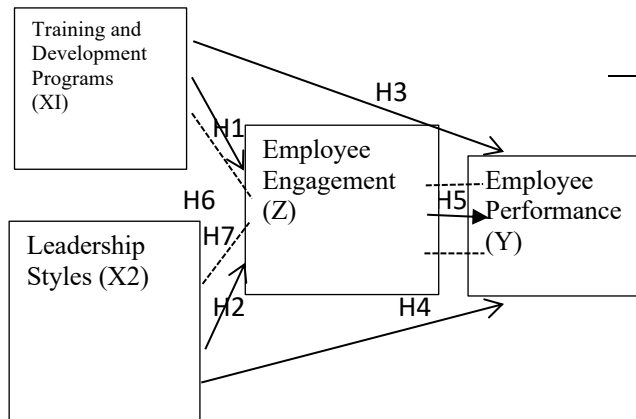 Training and
Development
Programs
(XI)
H3
H1
Employee
Engagement
(Z)
Employee
Performance
(Y)
H5
H6
H7
Leadership
Styles (X2)
H2
H4